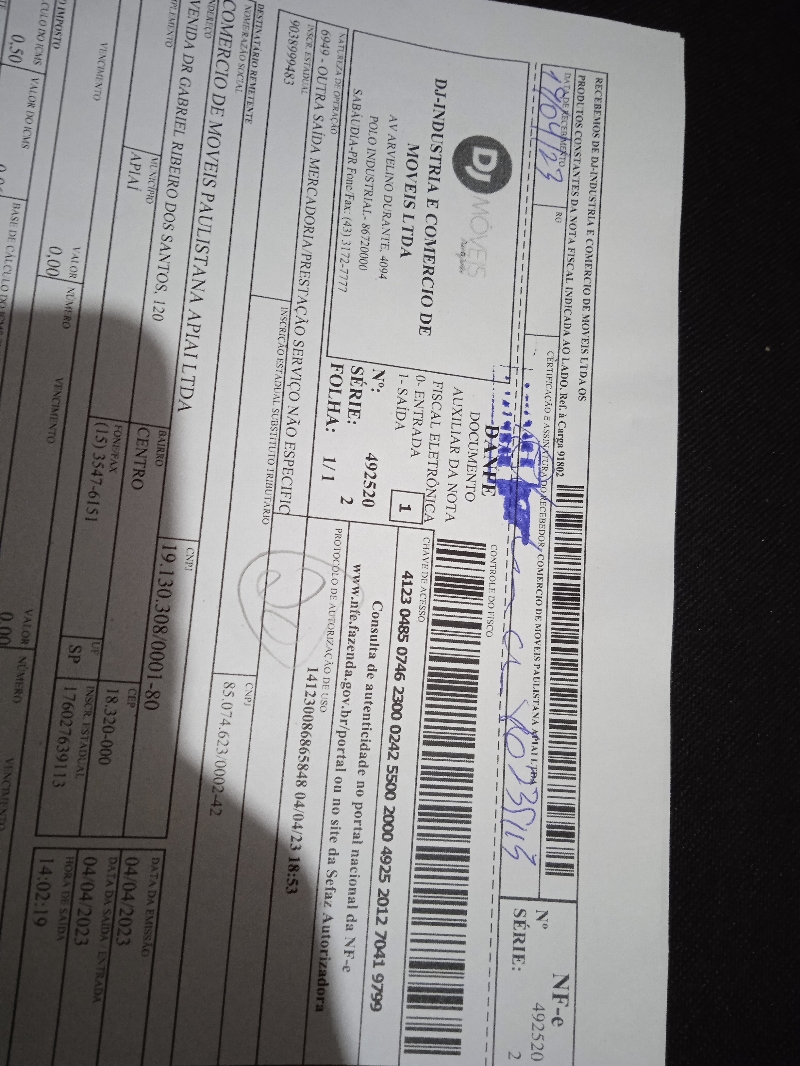 RECEBEMOS DE DJ-INDUSTRIA E COMERCIO DE MOVEIS LTDA OS
PRODUTOS CONSTANTES DA NOTA FISCAL INDICADA AO LADO. Ref. à Carga 91802
DATA DE RECEBIMENTO
19/04/23
RG
CERTIFICAÇÃO E ASSINATURA DO RECEBEDOR/ COMERCIO DE MOVEIS PAULISTANA APIAI LTDA
NF-e
Nº 492520
SÉRIE: 2
DJ MÓVEIS
DJ-INDUSTRIA E COMERCIO DE
MOVEIS LTDA
AV ARVELINO DURANTE, 4094
POLO INDUSTRIAL - 86720000
SABÁUDIA-PR Fone/Fax: (43) 3172-7777
DANFE
DOCUMENTO
AUXILIAR DA NOTA
FISCAL ELETRÔNICA
0- ENTRADA
1- SAÍDA
1
Nº: 492520
SÉRIE: 2
FOLHA: 1/1
CONTROLE DO FISCO
CHAVE DE ACESSO
4123 0485 0746 2300 0242 5500 2000 4925 2012 7041 9799
Consulta de autenticidade no portal nacional da NF-e
www.nfe.fazenda.gov.br/portal ou no site da Sefaz Autorizadora
NATUREZA DE OPERAÇÃO
6949 - OUTRA SAÍDA MERCADORIA/PRESTAÇÃO SERVIÇO NÃO ESPECIFIC
PROTOCOLO DE AUTORIZAÇÃO DE USO
141230086865848 04/04/23 18:53
INSCR. ESTADUAL
9038999483
INSCRIÇÃO ESTADUAL SUBSTITUTO TRIBUTÁRIO
CNPJ
85.074.623/0002-42
DESTINATÁRIO/REMETENTE
NOME/RAZÃO SOCIAL
COMERCIO DE MOVEIS PAULISTANA APIAI LTDA
CNPJ
19.130.308/0001-80
DATA DA EMISSÃO
04/04/2023
VENIDA DR GABRIEL RIBEIRO DOS SANTOS, 120
BAIRRO
CENTRO
CEP
18.320-000
DATA DA SAÍDA / ENTRADA
04/04/2023
MUNICÍPIO
APIAÍ
FONE/FAX
(15) 3547-6151
UF
SP
INSCR. ESTADUAL
176027639113
HORA DE SAÍDA
14:02:19
VENCIMENTO
VALOR
0,00
NÚMERO
VENCIMENTO
VALOR
0,00
NÚMERO
VENCIMENTO
IMPOSTO
0,50
VALOR DO ICMS